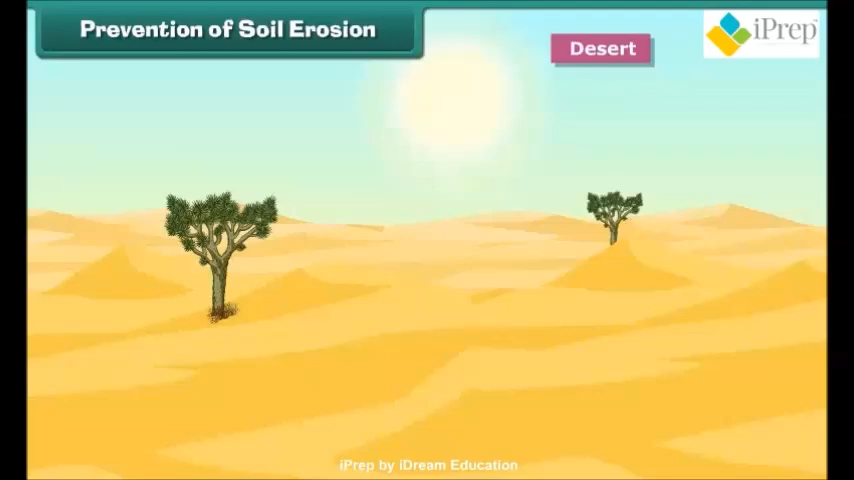 Prevention of Soil Erosion
Desert
iPrep
iPrep by iDream Education